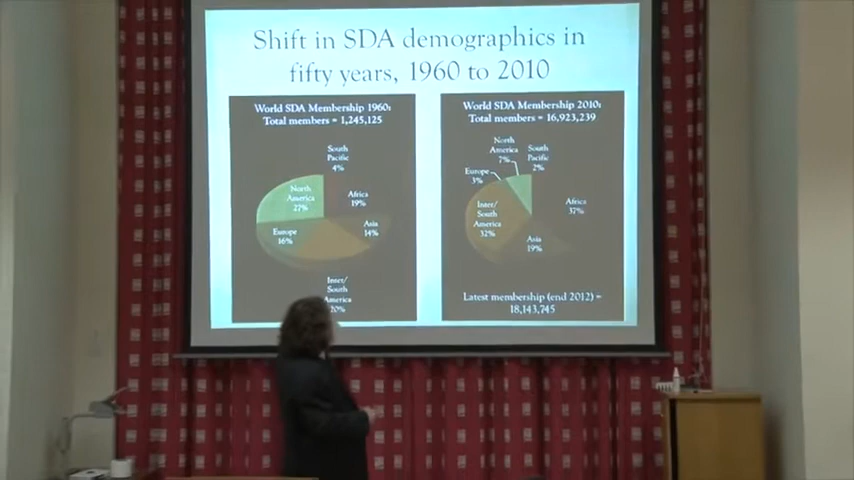 Shift in SDA demographics in
fifty years, 1960 to 2010
World SDA Membership 1960:
Total members = 1,245,125
South
Pacific
4%
North
America
27%
Africa
19%
Europe
16%
Asia
14%
Inter/
South
America
20%
World SDA Membership 2010:
Total members = 16,923,239
North
America
7%
South
Pacific
2%
Europe
3%
Inter/
South
America
32%
Africa
37%
Asia
19%
Latest membership (end 2012) =
18,143,745